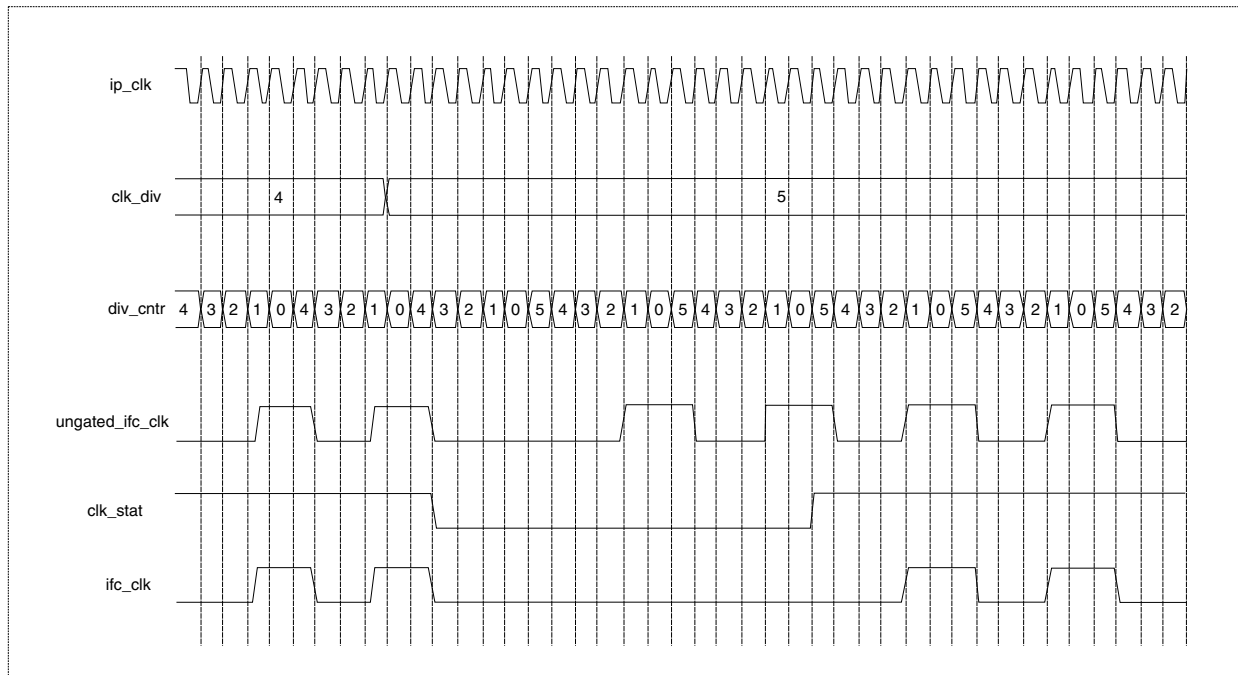 ip_clk
clk_div 4 5
div_cntr 4 3 2 1 0 4 3 2 1 0 4 3 2 1 0 5 4 3 2 1 0 5 4 3 2 1 0 5 4 3 2 1 0 5 4 3 2 1 0 5 4 3 2
ungated_ifc_clk
clk_stat
ifc_clk